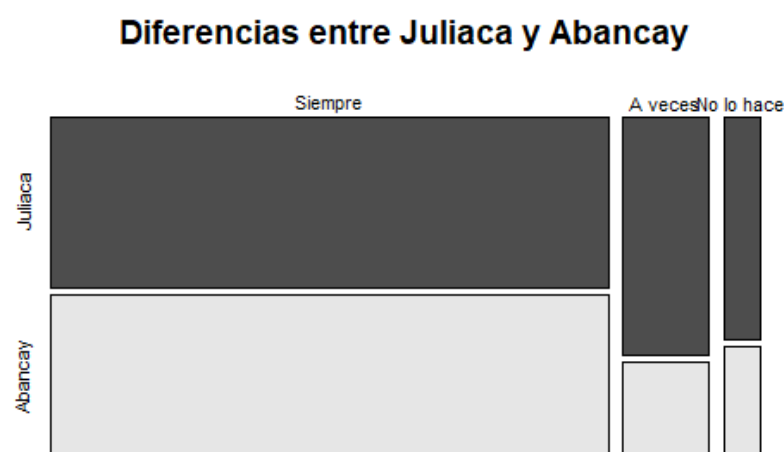 Diferencias entre Juliaca y Abancay
Siempre
A veces
No lo hace
Juliaca
Abancay